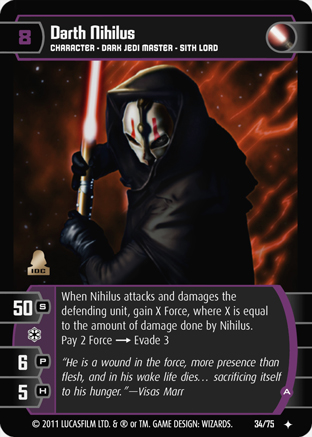 8
Darth Nihilus
CHARACTER - DARK JEDI MASTER - SITH LORD
IDC
50 S
When Nihilus attacks and damages the
defending unit, gain X Force, where X is equal
to the amount of damage done by Nihilus.
Pay 2 Force → Evade 3
6 P
5 H
"He is a wound in the force, more presence than
flesh, and in his wake life dies... sacrificing itself
to his hunger."—Visas Marr
A
© 2011 LUCASFILM LTD. & ® OR TM. GAME DESIGN: WIZARDS. 34/75